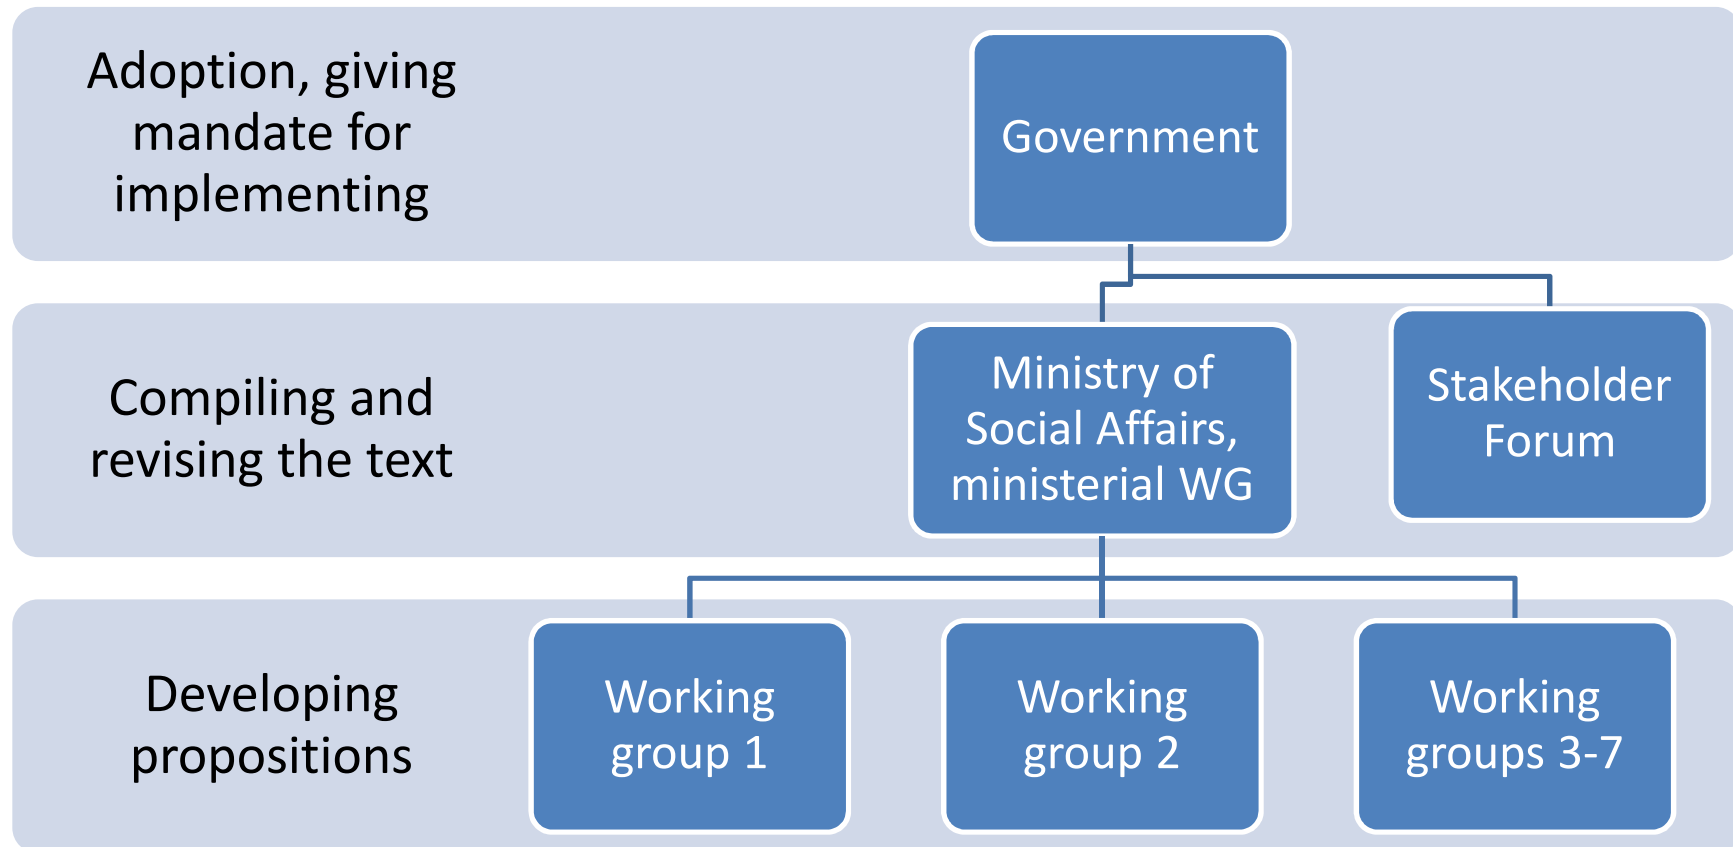 Adoption, giving
mandate for
implementing
Government
Compiling and
revising the text
Ministry of
Social Affairs,
ministerial WG
Stakeholder
Forum
Developing
propositions
Working
group 1
Working
group 2
Working
groups 3-7